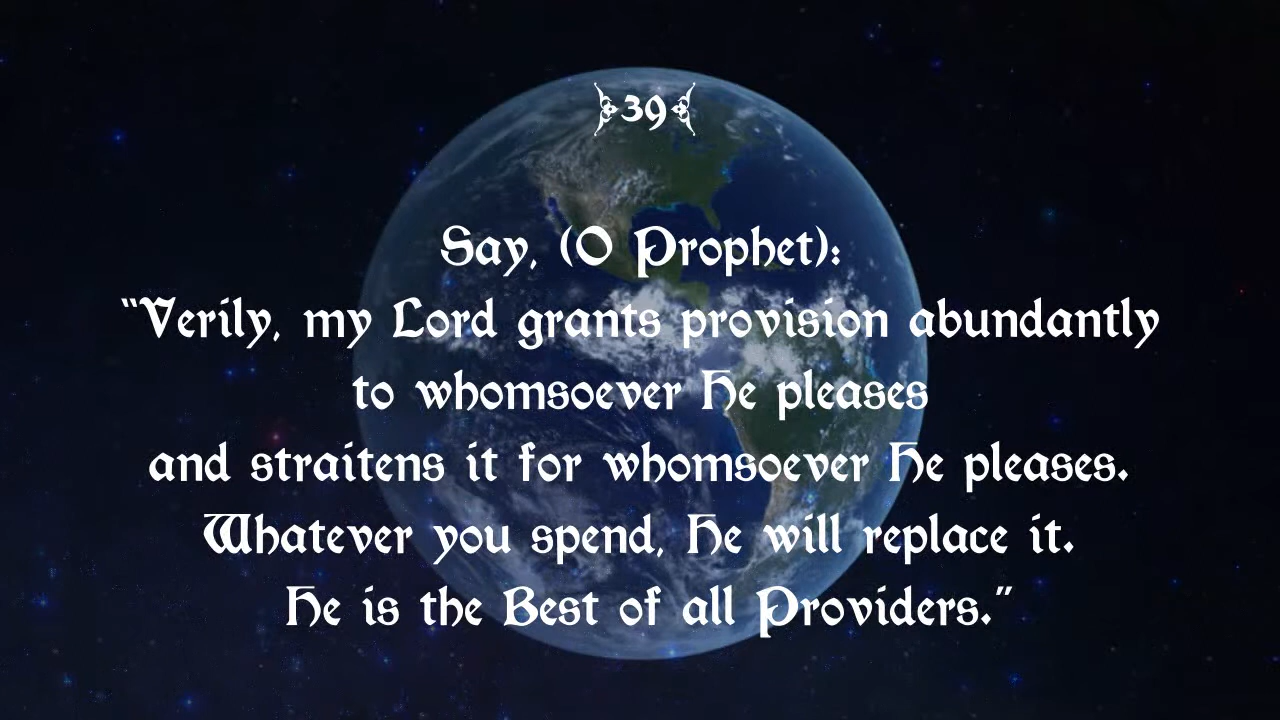 39
Say, (O Prophet):
“Verily, my Lord grants provision abundantly
to whomsoever He pleases
and straitens it for whomsoever He pleases.
Whatever you spend, He will replace it.
He is the Best of all Providers.”